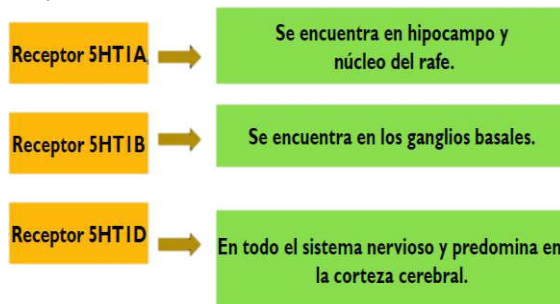 Receptor 5HT1A
Se encuentra en hipocampo y
núcleo del rafe.
Receptor 5HT1B
Se encuentra en los ganglios basales.
Receptor 5HT1D
En todo el sistema nervioso y predomina en
la corteza cerebral.